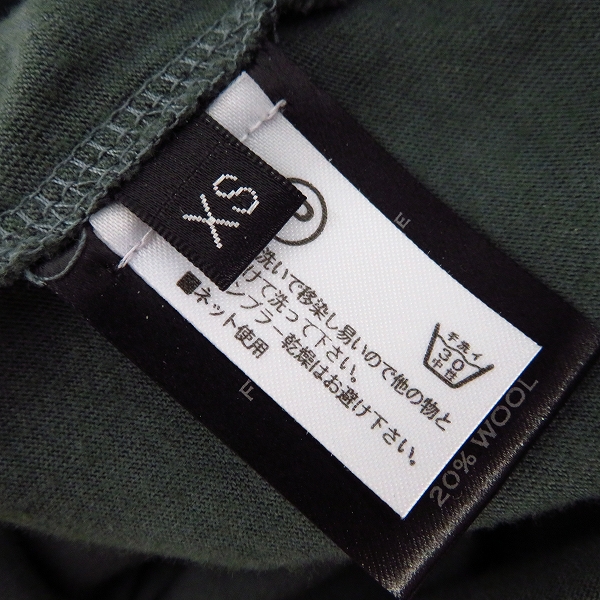 XS
P
手洗イ
30
中性
洗いで移染し易いので他の物と
けて洗って下さい。
ンブラー乾燥はお避け下さい。
■ネット使用
F
E
20% WOOL